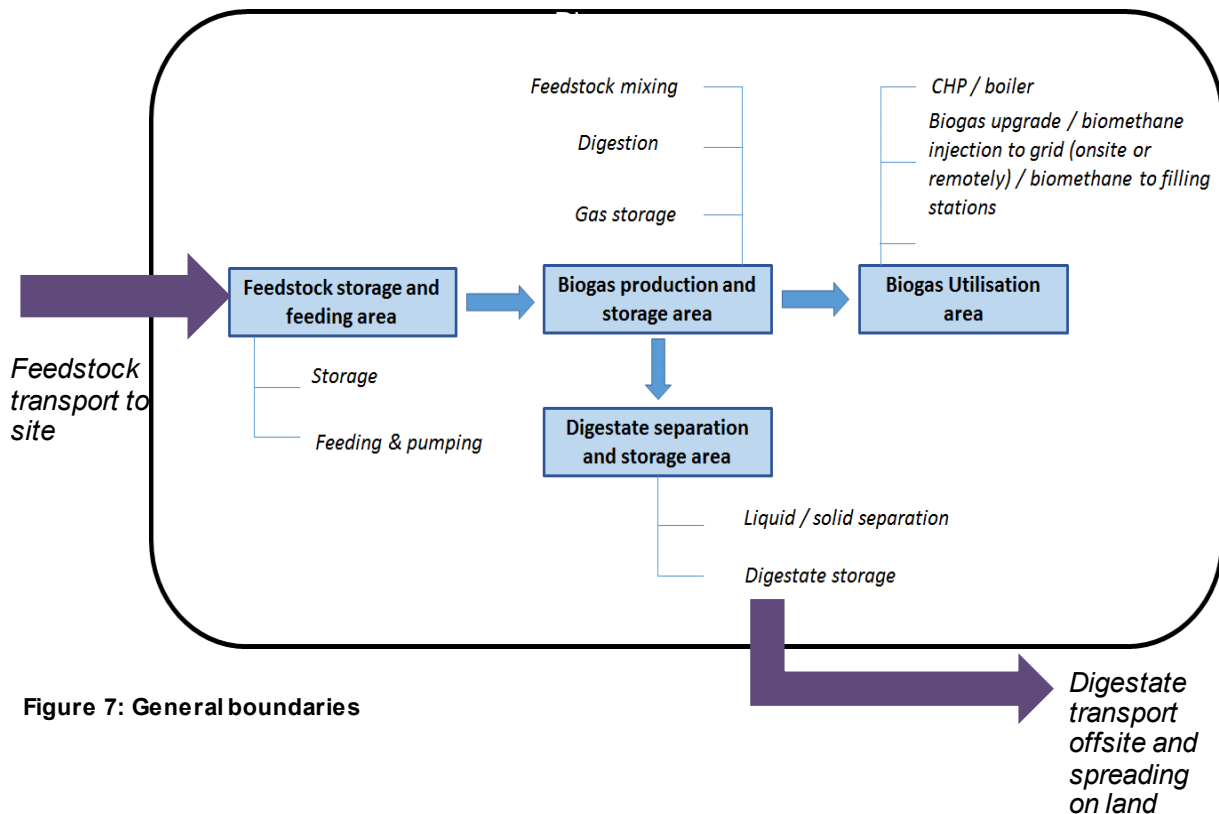 Feedstock mixing
Digestion
Gas storage
CHP / boiler
Biogas upgrade / biomethane
injection to grid (onsite or
remotely) / biomethane to filling
stations
Feedstock storage and
feeding area
Biogas production and
storage area
Biogas Utilisation
area
Feedstock
transport to
site
Storage
Feeding & pumping
Digestate separation
and storage area
Liquid / solid separation
Digestate storage
Digestate
transport
offsite and
spreading
on land
Figure 7: General boundaries